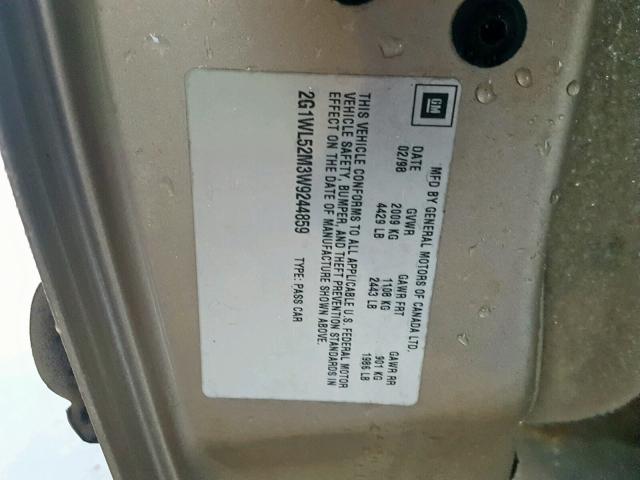 GM
MFD BY GENERAL MOTORS OF CANADA LTD.
DATE GVWR GAWR FRT GAWR RR
02/98 2009 KG 1108 KG 901 KG
4429 LB 2443 LB 1986 LB
THIS VEHICLE CONFORMS TO ALL APPLICABLE U.S. FEDERAL MOTOR
VEHICLE SAFETY, BUMPER, AND THEFT PREVENTION STANDARDS IN
EFFECT ON THE DATE OF MANUFACTURE SHOWN ABOVE.
2G1WL52M3W9244859 TYPE: PASS CAR